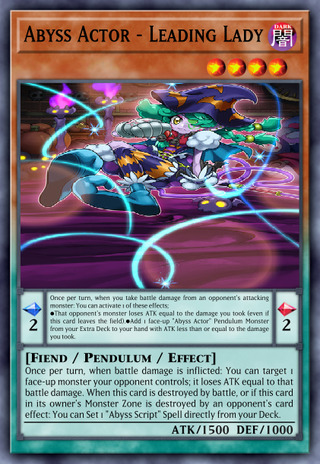 Abyss Actor - Leading Lady
DARK
闇
Once per turn, when you take battle damage from an opponent's attacking
monster: You can activate 1 of these effects;
●That opponent's monster loses ATK equal to the damage you took (even if
this card leaves the field).●Add 1 face-up "Abyss Actor" Pendulum Monster
from your Extra Deck to your hand with ATK less than or equal to the damage
you took.
2
2
[Fiend / Pendulum / Effect]
Once per turn, when battle damage is inflicted: You can target 1
face-up monster your opponent controls; it loses ATK equal to that
battle damage. When this card is destroyed by battle, or if this card
in its owner's Monster Zone is destroyed by an opponent's card
effect: You can Set 1 "Abyss Script" Spell directly from your Deck.
ATK/1500 DEF/1000